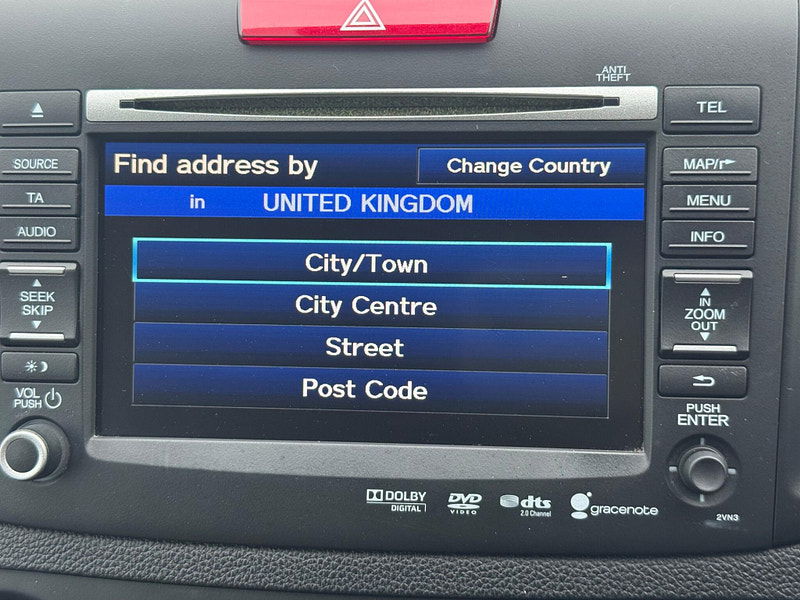 ANTI
THEFT
TEL
SOURCE
TA
AUDIO
SEEK
SKIP
VOL
PUSH
Find address by
Change Country
in UNITED KINGDOM
City/Town
City Centre
Street
Post Code
MAP/
MENU
INFO
IN
ZOOM
OUT
PUSH
ENTER
DOLBY
DIGITAL
DVD
VIDEO
dts
2.0 Channel
gracenote
2VN3